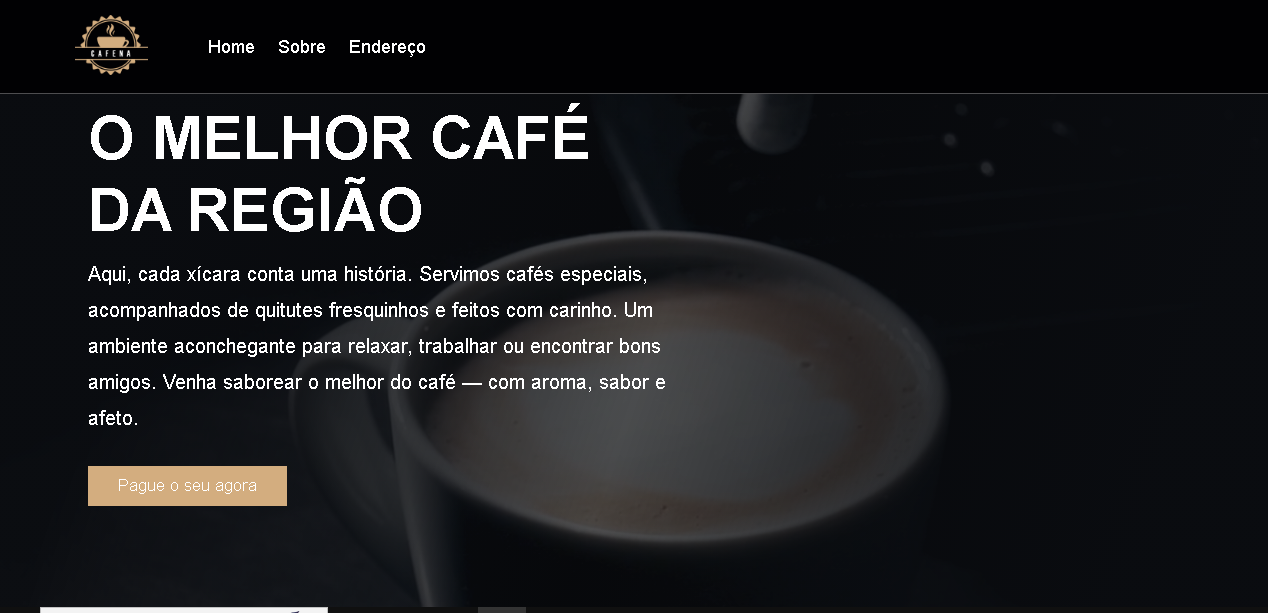 CAFENA
Home Sobre Endereço
O MELHOR CAFÉ
DA REGIÃO
Aqui, cada xícara conta uma história. Servimos cafés especiais,
acompanhados de quitutes fresquinhos e feitos com carinho. Um
ambiente aconchegante para relaxar, trabalhar ou encontrar bons
amigos. Venha saborear o melhor do café — com aroma, sabor e
afeto.
Pague o seu agora